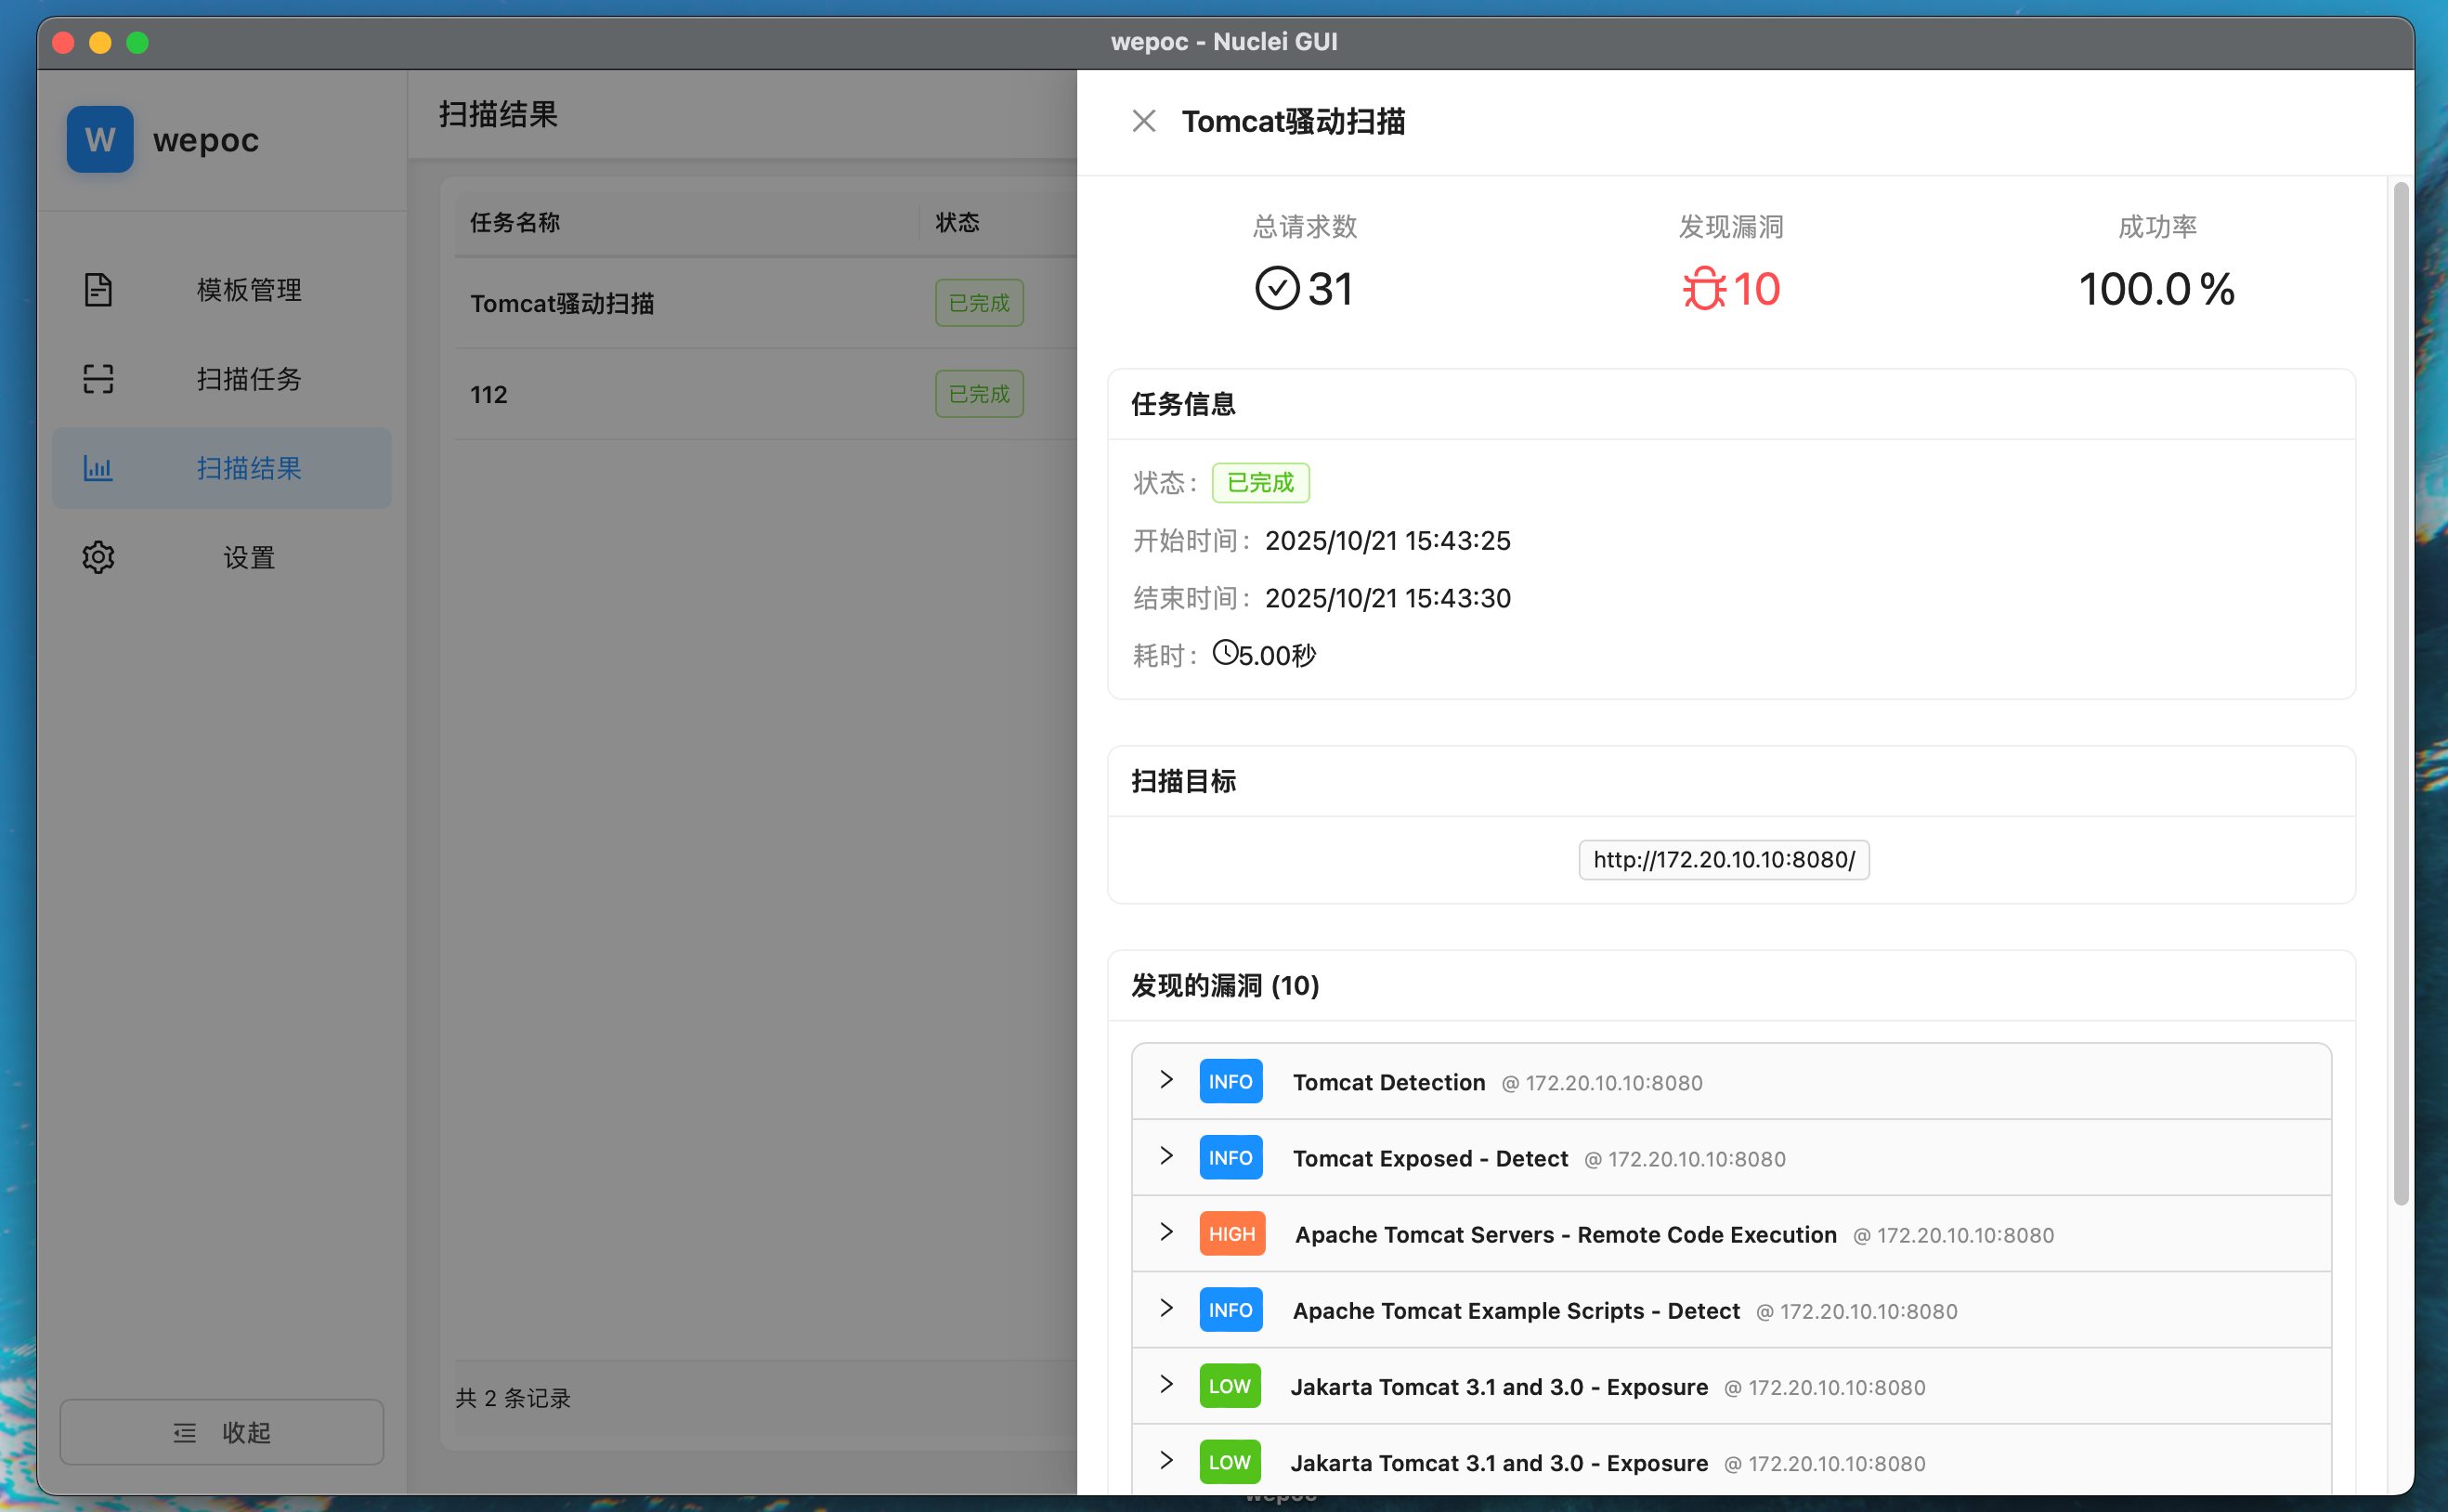 wepoc - Nuclei GUI
W wepoc
模板管理
扫描任务
扫描结果
设置
收起
扫描结果
任务名称 状态
Tomcat骚动扫描 已完成
112 已完成
共 2 条记录
Tomcat骚动扫描
总请求数 发现漏洞 成功率
31 10 100.0 %
任务信息
状态: 已完成
开始时间: 2025/10/21 15:43:25
结束时间: 2025/10/21 15:43:30
耗时: 5.00秒
扫描目标
http://172.20.10.10:8080/
发现的漏洞 (10)
INFO Tomcat Detection @ 172.20.10.10:8080
INFO Tomcat Exposed - Detect @ 172.20.10.10:8080
HIGH Apache Tomcat Servers - Remote Code Execution @ 172.20.10.10:8080
INFO Apache Tomcat Example Scripts - Detect @ 172.20.10.10:8080
LOW Jakarta Tomcat 3.1 and 3.0 - Exposure @ 172.20.10.10:8080
LOW Jakarta Tomcat 3.1 and 3.0 - Exposure @ 172.20.10.10:8080
wepoc